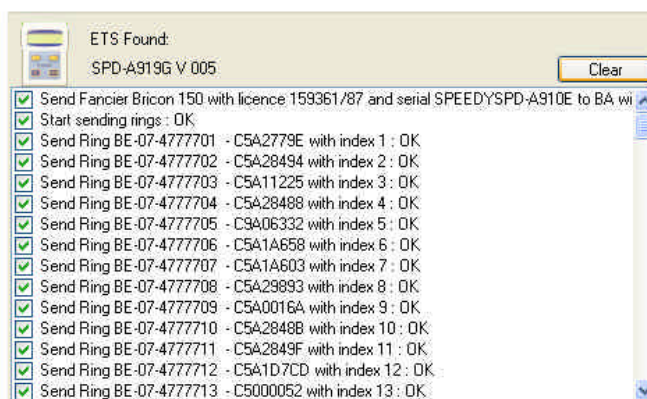 ETS Found:
SPD-A919G V 005
Clear
Send Fancier Bricon 150 with licence 159361/87 and serial SPEEDYSPD-A910E to BA wi
Start sending rings : OK
Send Ring BE-07-4777701 - C5A2779E with index 1 : OK
Send Ring BE-07-4777702 - C5A28494 with index 2 : OK
Send Ring BE-07-4777703 - C5A11225 with index 3 : OK
Send Ring BE-07-4777704 - C5A28488 with index 4 : OK
Send Ring BE-07-4777705 - C9A06332 with index 5 : OK
Send Ring BE-07-4777706 - C5A1A658 with index 6 : OK
Send Ring BE-07-4777707 - C5A1A603 with index 7 : OK
Send Ring BE-07-4777708 - C5A29893 with index 8 : OK
Send Ring BE-07-4777709 - C5A0016A with index 9 : OK
Send Ring BE-07-4777710 - C5A2848B with index 10 : OK
Send Ring BE-07-4777711 - C5A2849F with index 11 : OK
Send Ring BE-07-4777712 - C5A1D7CD with index 12 : OK
Send Ring BE-07-4777713 - C5000052 with index 13 : OK